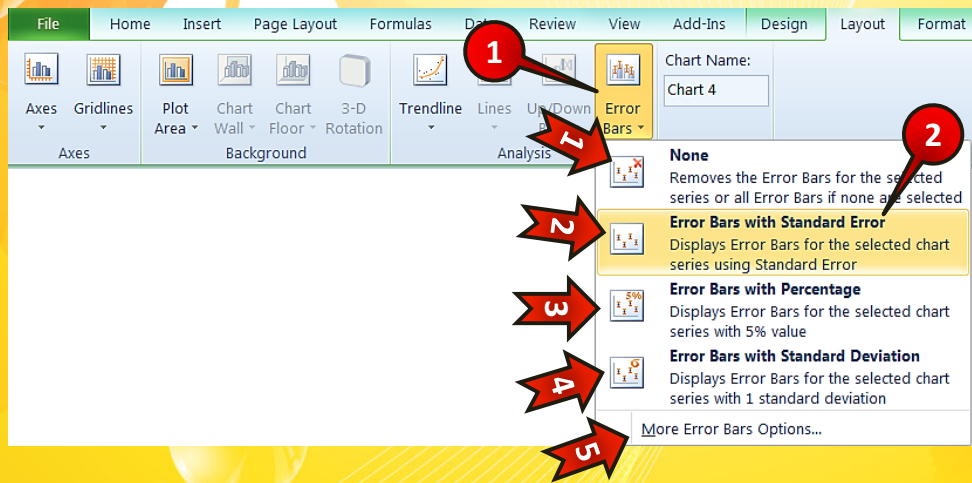 File Home Insert Page Layout Formulas Data Review View Add-Ins Design Layout Format
1
Axes Gridlines Plot Area Chart Wall Chart Floor 3-D Rotation Trendline Lines Up/Down Error Bars
Chart Name:
Chart 4
Axes Background Analysis
2
1
None
Removes the Error Bars for the selected
series or all Error Bars if none are selected
2
Error Bars with Standard Error
Displays Error Bars for the selected chart
series using Standard Error
3
5%
Error Bars with Percentage
Displays Error Bars for the selected chart
series with 5% value
4
Error Bars with Standard Deviation
Displays Error Bars for the selected chart
series with 1 standard deviation
5
More Error Bars Options...